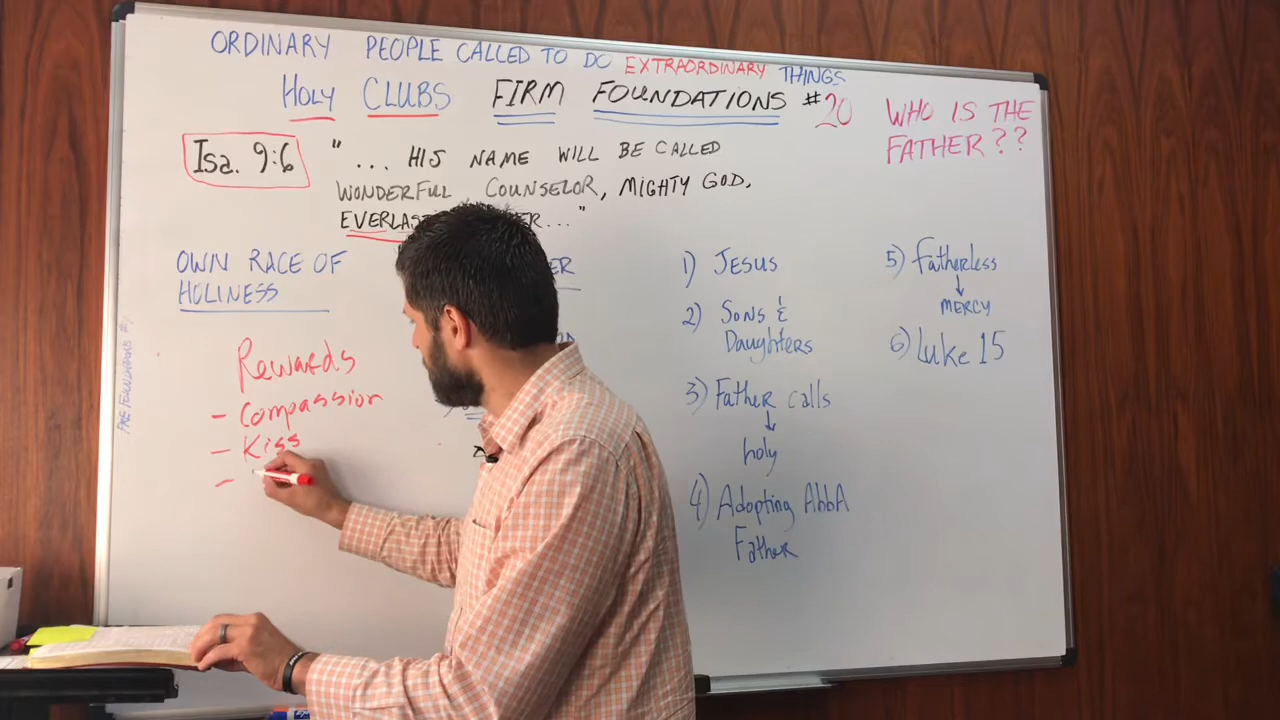 ORDINARY PEOPLE CALLED TO DO EXTRAORDINARY THINGS
HOLY CLUBS FIRM FOUNDATIONS #20
WHO IS THE
FATHER??
Isa. 9:6
"... HIS NAME WILL BE CALLED
WONDERFUL COUNSELOR, MIGHTY GOD,
OWN RACE OF
HOLINESS
Rewards
- Compassion
- Kiss
-
1) JESUS
2) SONS &
Daughters
3) Father calls
holy
4) Adopting AbbA
Father
5) Fatherless
MERCY
6) Luke 15